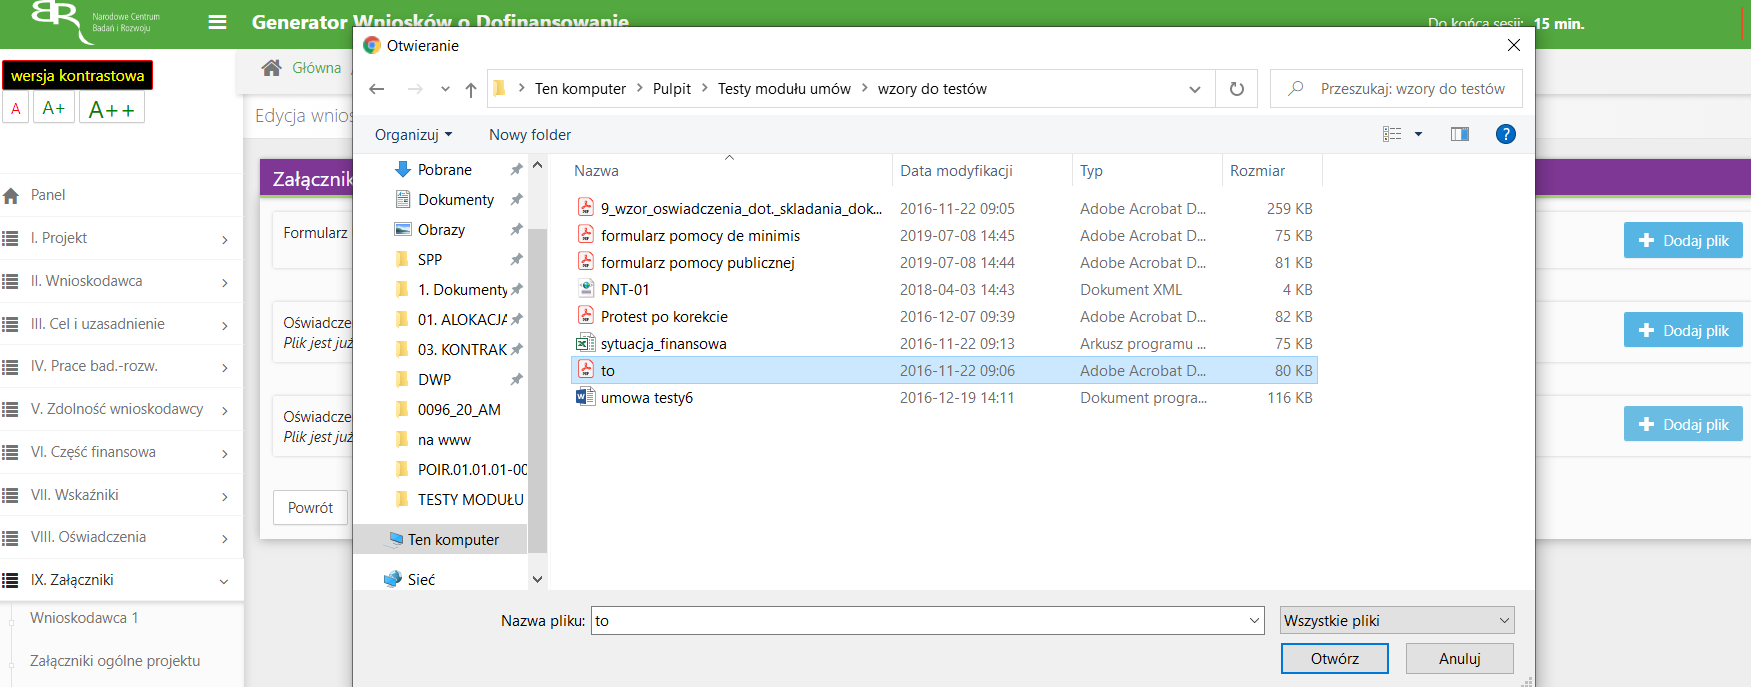 Narodowe Centrum
Badań i Rozwoju
Generator Wniosków o Dofinansowanie
Do końca sesji: 15 min.
wersja kontrastowa
A A+ A++
Główna
Edycja wnios
Panel
I. Projekt
II. Wnioskodawca
III. Cel i uzasadnienie
IV. Prace bad.-rozw.
V. Zdolność wnioskodawcy
VI. Część finansowa
VII. Wskaźniki
VIII. Oświadczenia
IX. Załączniki
Wnioskodawca 1
Załączniki ogólne projektu
Załącznik
Formularz
Dodaj plik
Oświadcze
Plik jest już
Dodaj plik
Oświadcze
Plik jest już
Dodaj plik
Powrót
Otwieranie
Ten komputer Pulpit Testy modułu umów wzory do testów
Przeszukaj: wzory do testów
Organizuj Nowy folder
Pobrane
Dokumenty
Obrazy
SPP
1. Dokumenty
01. ALOKACJA
03. KONTRAK
DWP
0096_20_AM
na www
POIR.01.01.01-00
TESTY MODUŁU
Ten komputer
Sieć
Nazwa Data modyfikacji Typ Rozmiar
9_wzor_oswiadczenia_dot._skladania_dok... 2016-11-22 09:05 Adobe Acrobat D... 259 KB
formularz pomocy de minimis 2019-07-08 14:45 Adobe Acrobat D... 75 KB
formularz pomocy publicznej 2019-07-08 14:44 Adobe Acrobat D... 81 KB
PNT-01 2018-04-03 14:43 Dokument XML 4 KB
Protest po korekcie 2016-12-07 09:39 Adobe Acrobat D... 82 KB
sytuacja_finansowa 2016-11-22 09:13 Arkusz programu ... 75 KB
to 2016-11-22 09:06 Adobe Acrobat D... 80 KB
umowa testy6 2016-12-19 14:11 Dokument progra... 116 KB
Nazwa pliku: to Wszystkie pliki
Otwórz Anuluj